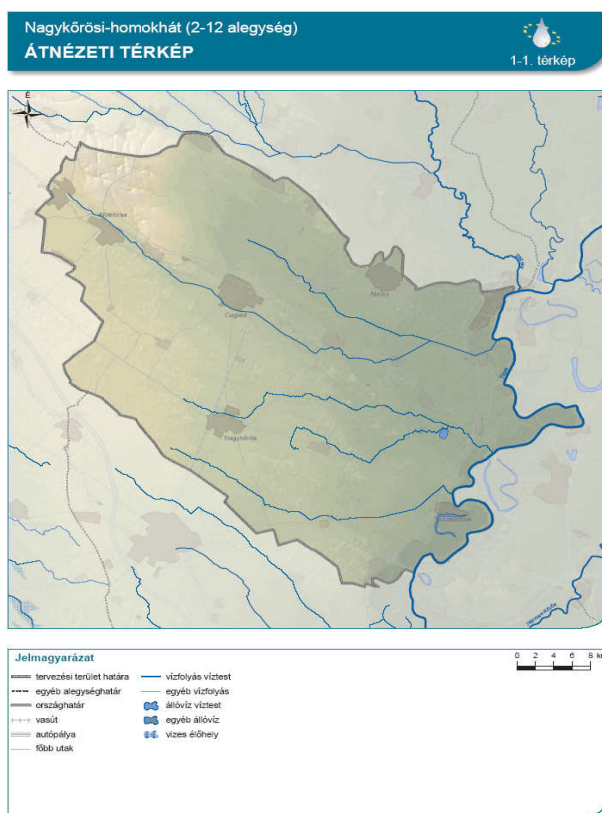 Nagykőrösi-homokhát (2-12 alegység)
ÁTNÉZETI TÉRKÉP
1-1. térkép
É
Albertirsa
Abony
Cegléd
Nagykőrös
Jelmagyarázat
tervezési terület határa
egyéb alegységhatár
országhatár
vasút
autópálya
főbb utak
vízfolyás víztest
egyéb vízfolyás
állóvíz víztest
egyéb állóvíz
vizes élőhely
0 2 4 6 8 km